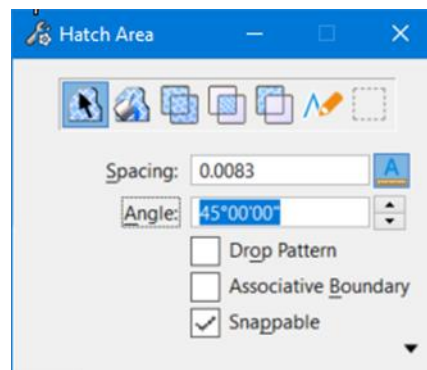 Hatch Area
Spacing: 0.0083 A
Angle: 45°00'00"
Drop Pattern
Associative Boundary
Snappable